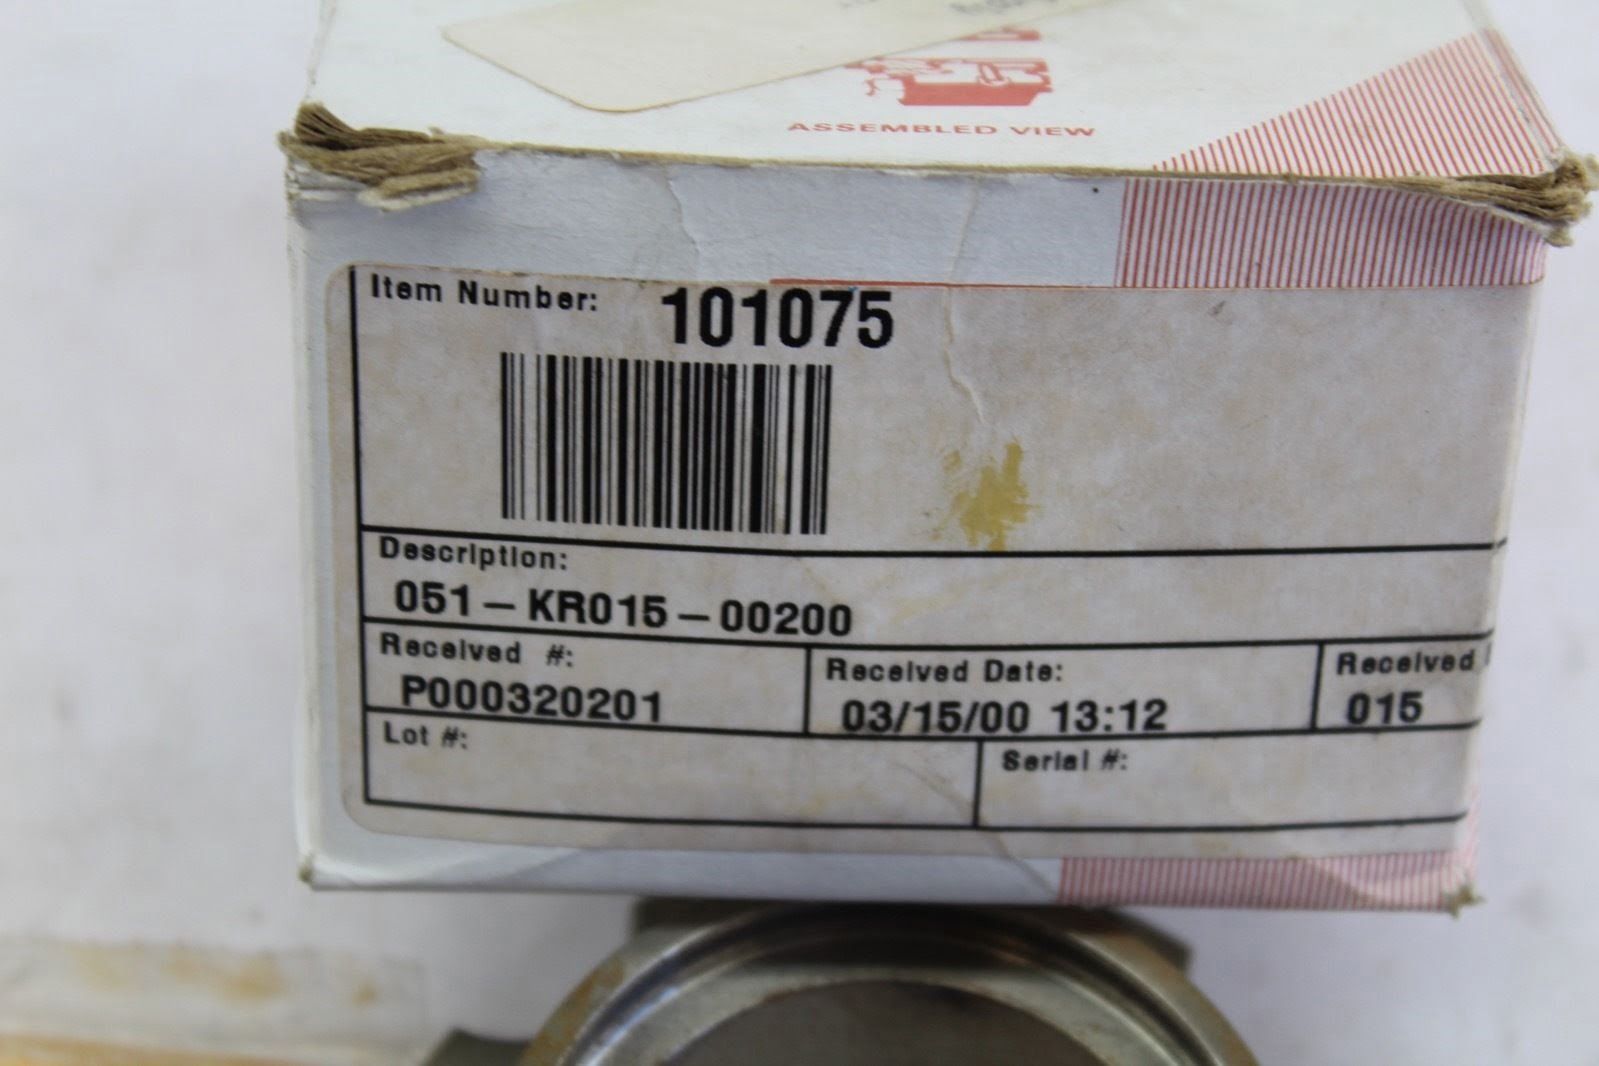 ASSEMBLED VIEW
Item Number: 101075
Description:
051-KR015-00200
Received #: Received Date: Received
P000320201 03/15/00 13:12 015
Lot #: Serial #: